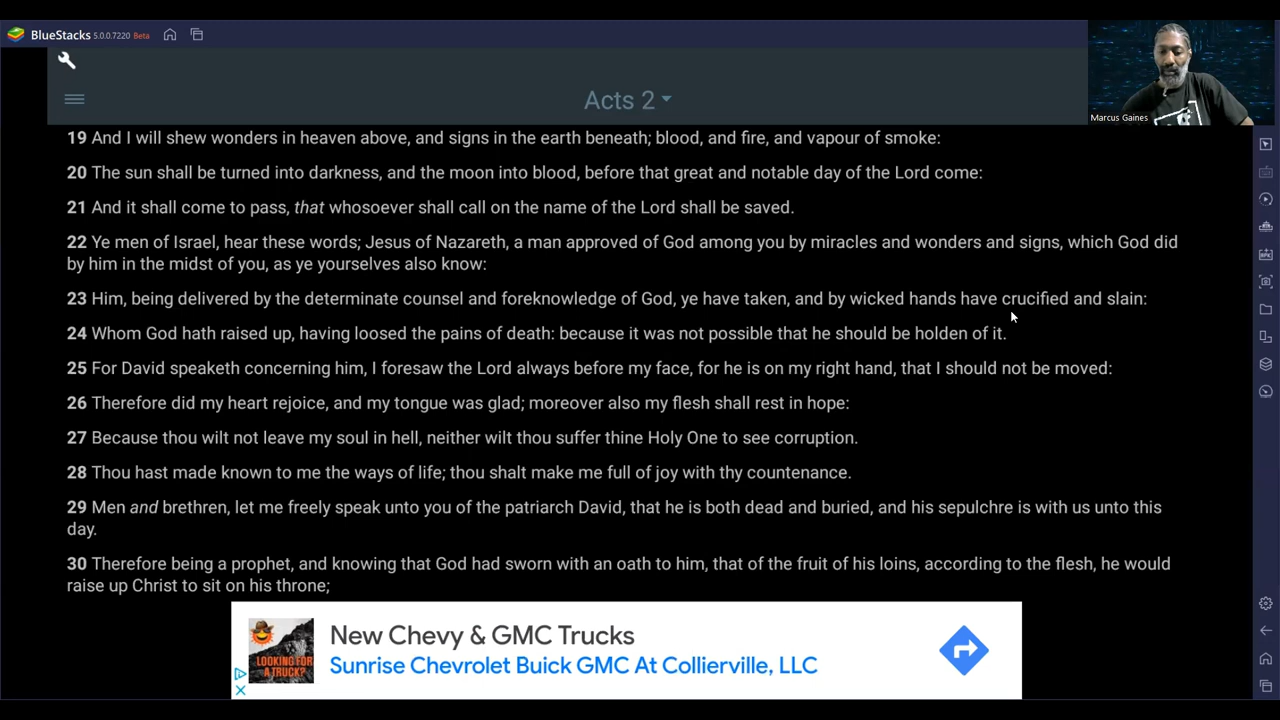 BlueStacks 5.0.0.7220 Beta
Marcus Gaines
Acts 2
19 And I will shew wonders in heaven above, and signs in the earth beneath; blood, and fire, and vapour of smoke:
20 The sun shall be turned into darkness, and the moon into blood, before that great and notable day of the Lord come:
21 And it shall come to pass, that whosoever shall call on the name of the Lord shall be saved.
22 Ye men of Israel, hear these words; Jesus of Nazareth, a man approved of God among you by miracles and wonders and signs, which God did
by him in the midst of you, as ye yourselves also know:
23 Him, being delivered by the determinate counsel and foreknowledge of God, ye have taken, and by wicked hands have crucified and slain:
24 Whom God hath raised up, having loosed the pains of death: because it was not possible that he should be holden of it.
25 For David speaketh concerning him, I foresaw the Lord always before my face, for he is on my right hand, that I should not be moved:
26 Therefore did my heart rejoice, and my tongue was glad; moreover also my flesh shall rest in hope:
27 Because thou wilt not leave my soul in hell, neither wilt thou suffer thine Holy One to see corruption.
28 Thou hast made known to me the ways of life; thou shalt make me full of joy with thy countenance.
29 Men and brethren, let me freely speak unto you of the patriarch David, that he is both dead and buried, and his sepulchre is with us unto this
day.
30 Therefore being a prophet, and knowing that God had sworn with an oath to him, that of the fruit of his loins, according to the flesh, he would
raise up Christ to sit on his throne;
LOOKING FOR
A TRUCK?
New Chevy & GMC Trucks
Sunrise Chevrolet Buick GMC At Collierville, LLC